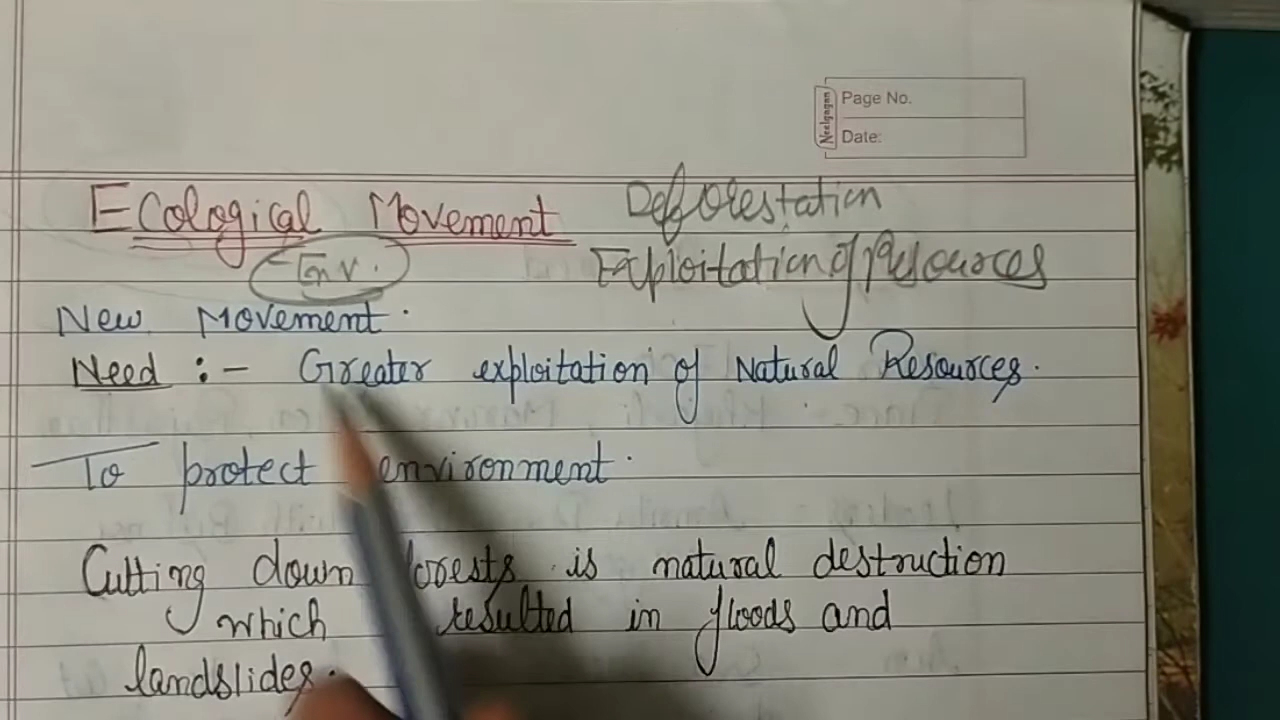 Neelgagan
Page No.
Date:
Ecological Movement
Deforestation
Env.
Exploitation of resources
New Movement.
Need :- Greater exploitation of Natural Resources.
To protect environment.
Cutting down forests is natural destruction
which resulted in floods and
landslides.